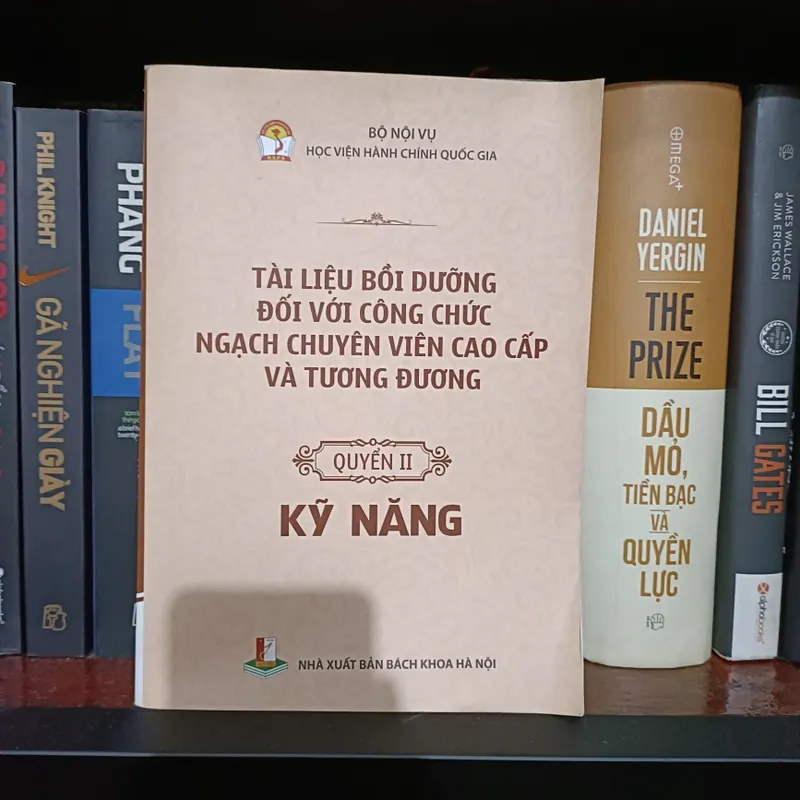 BỘ NỘI VỤ
HỌC VIỆN HÀNH CHÍNH QUỐC GIA
TÀI LIỆU BỒI DƯỠNG
ĐỐI VỚI CÔNG CHỨC
NGẠCH CHUYÊN VIÊN CAO CẤP
VÀ TƯƠNG ĐƯƠNG
QUYỂN II
KỸ NĂNG
NHÀ XUẤT BẢN BÁCH KHOA HÀ NỘI
PHIL KNIGHT
GÃ NGHIỆN GIÀY
PHẲNG
FLAT
OMEGA+
DANIEL
YERGIN
THE
PRIZE
DẦU
MỎ,
TIỀN BẠC
VÀ
QUYỀN
LỰC
JAMES WALLACE
& JIM ERICKSON
BILL
GATES
alphabooks